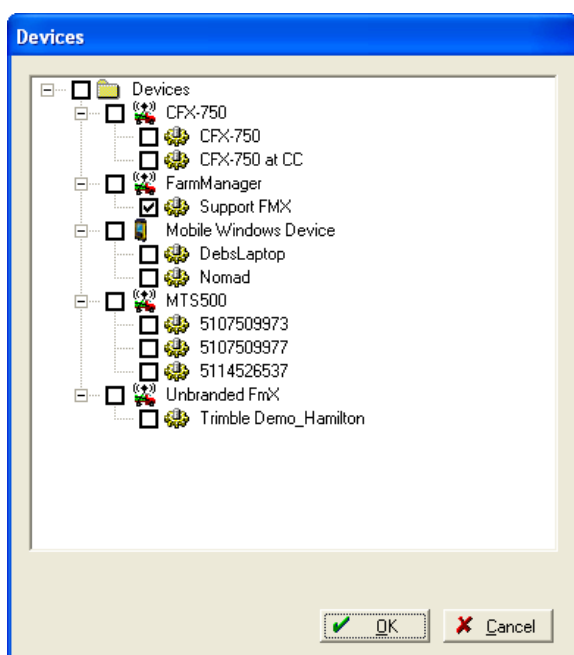 Devices
Devices
CFX-750
CFX-750
CFX-750 at CC
FarmManager
Support FMX
Mobile Windows Device
DebsLaptop
Nomad
MTS500
5107509973
5107509977
5114526537
Unbranded FmX
Trimble Demo_Hamilton
OK Cancel